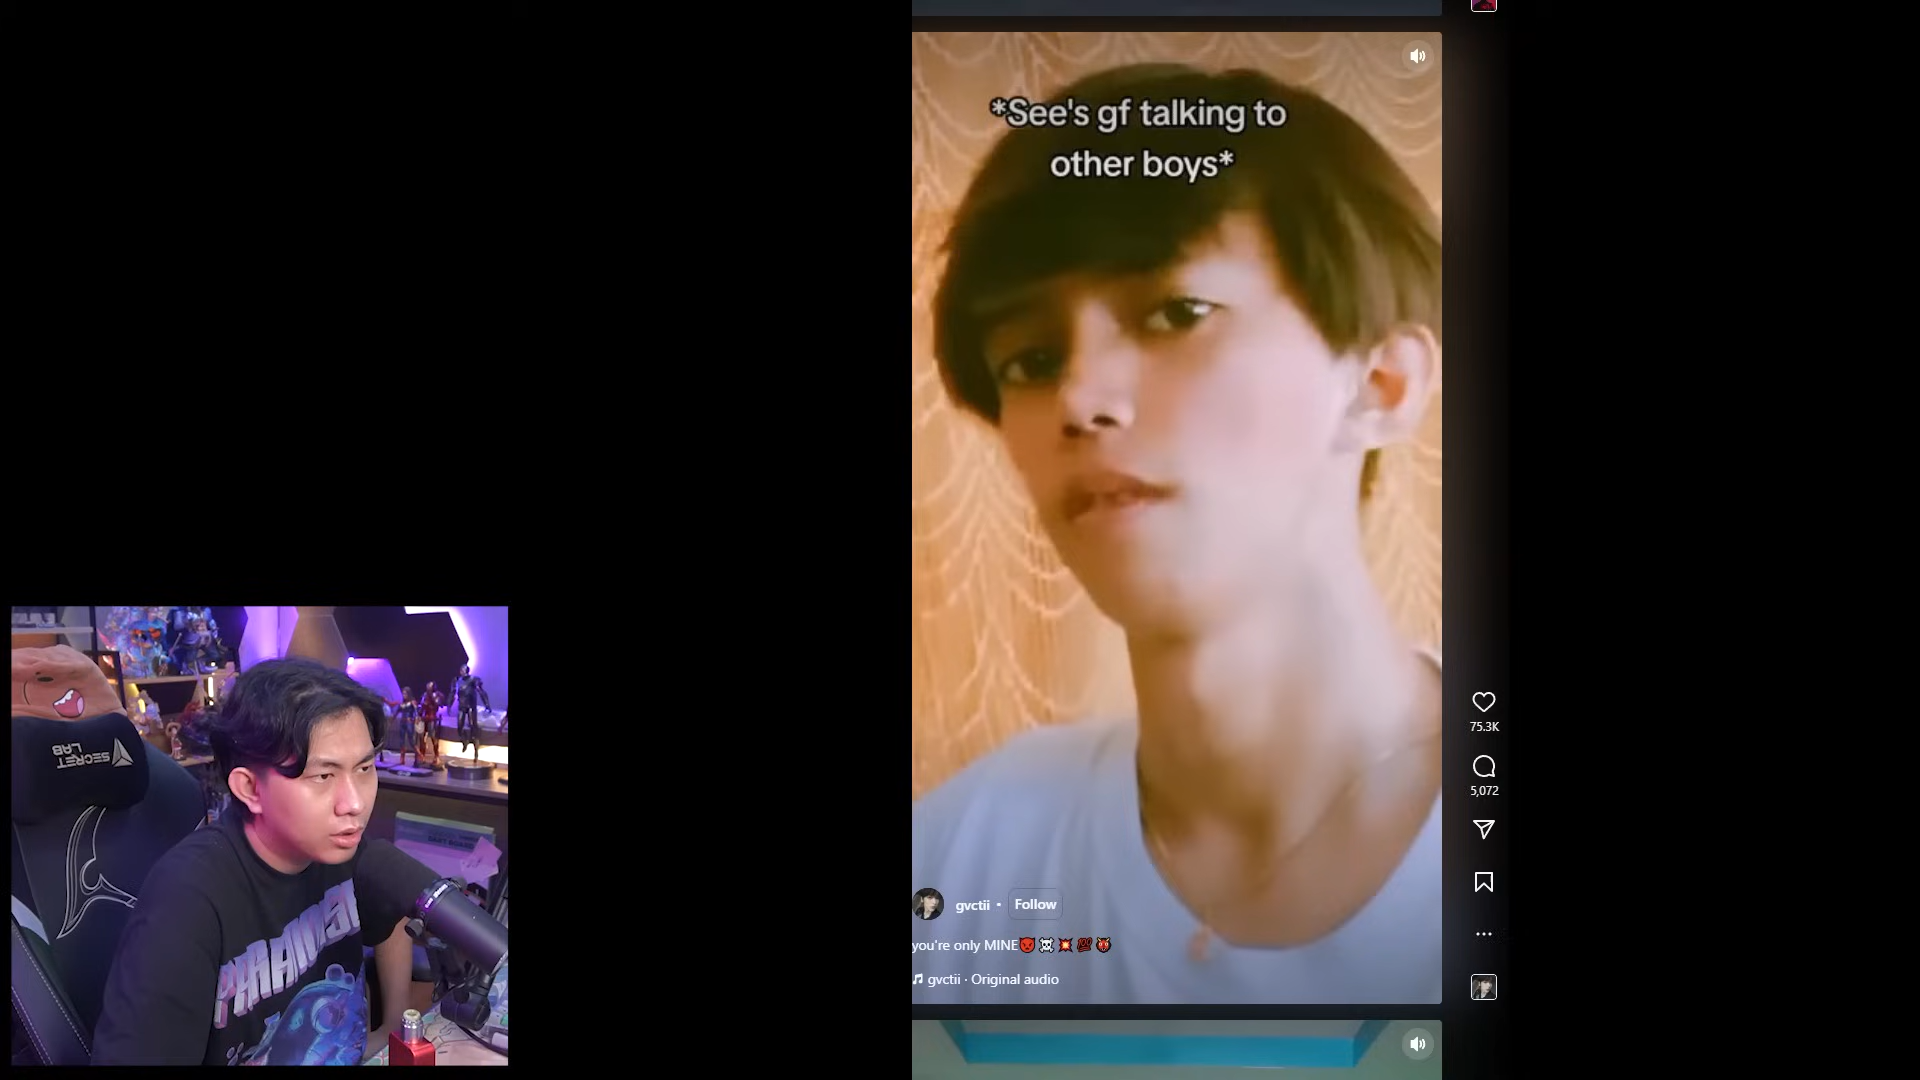 *See's gf talking to
other boys*
75.3K
5,072
gvctii • Follow
you're only MINE👹☠️💥💯👹
gvctii · Original audio
SECRET
LAB